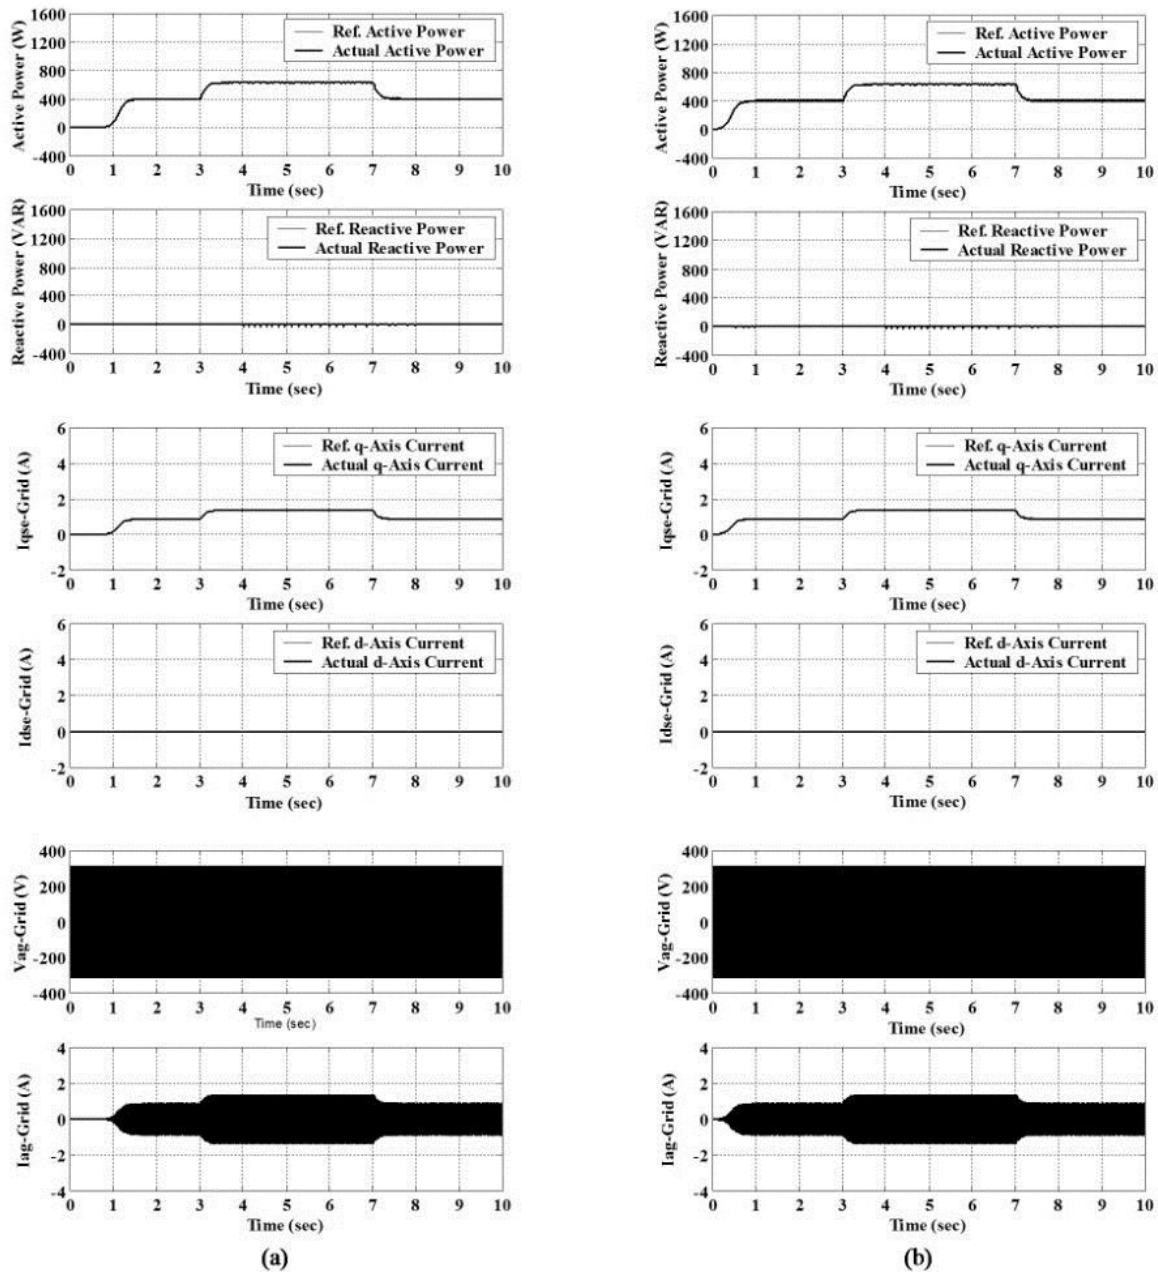 Active Power (W)
1600
1200
800
400
0
-400
Ref. Active Power
Actual Active Power
0 1 2 3 4 5 6 7 8 9 10
Time (sec)
Reactive Power (VAR)
1600
1200
800
400
0
-400
Ref. Reactive Power
Actual Reactive Power
0 1 2 3 4 5 6 7 8 9 10
Time (sec)
Iqse-Grid (A)
6
4
2
0
-2
Ref. q-Axis Current
Actual q-Axis Current
0 1 2 3 4 5 6 7 8 9 10
Time (sec)
Idse-Grid (A)
6
4
2
0
-2
Ref. d-Axis Current
Actual d-Axis Current
0 1 2 3 4 5 6 7 8 9 10
Time (sec)
Vag-Grid (V)
400
200
0
-200
-400
0 1 2 3 4 5 6 7 8 9 10
Time (sec)
Iag-Grid (A)
4
2
0
-2
-4
0 1 2 3 4 5 6 7 8 9 10
Time (sec)
(a)
Active Power (W)
1600
1200
800
400
0
-400
Ref. Active Power
Actual Active Power
0 1 2 3 4 5 6 7 8 9 10
Time (sec)
Reactive Power (VAR)
1600
1200
800
400
0
-400
Ref. Reactive Power
Actual Reactive Power
0 1 2 3 4 5 6 7 8 9 10
Time (sec)
Iqse-Grid (A)
6
4
2
0
-2
Ref. q-Axis Current
Actual q-Axis Current
0 1 2 3 4 5 6 7 8 9 10
Time (sec)
Idse-Grid (A)
6
4
2
0
-2
Ref. d-Axis Current
Actual d-Axis Current
0 1 2 3 4 5 6 7 8 9 10
Time (sec)
Vag-Grid (V)
400
200
0
-200
-400
0 1 2 3 4 5 6 7 8 9 10
Time (sec)
Iag-Grid (A)
4
2
0
-2
-4
0 1 2 3 4 5 6 7 8 9 10
Time (sec)
(b)